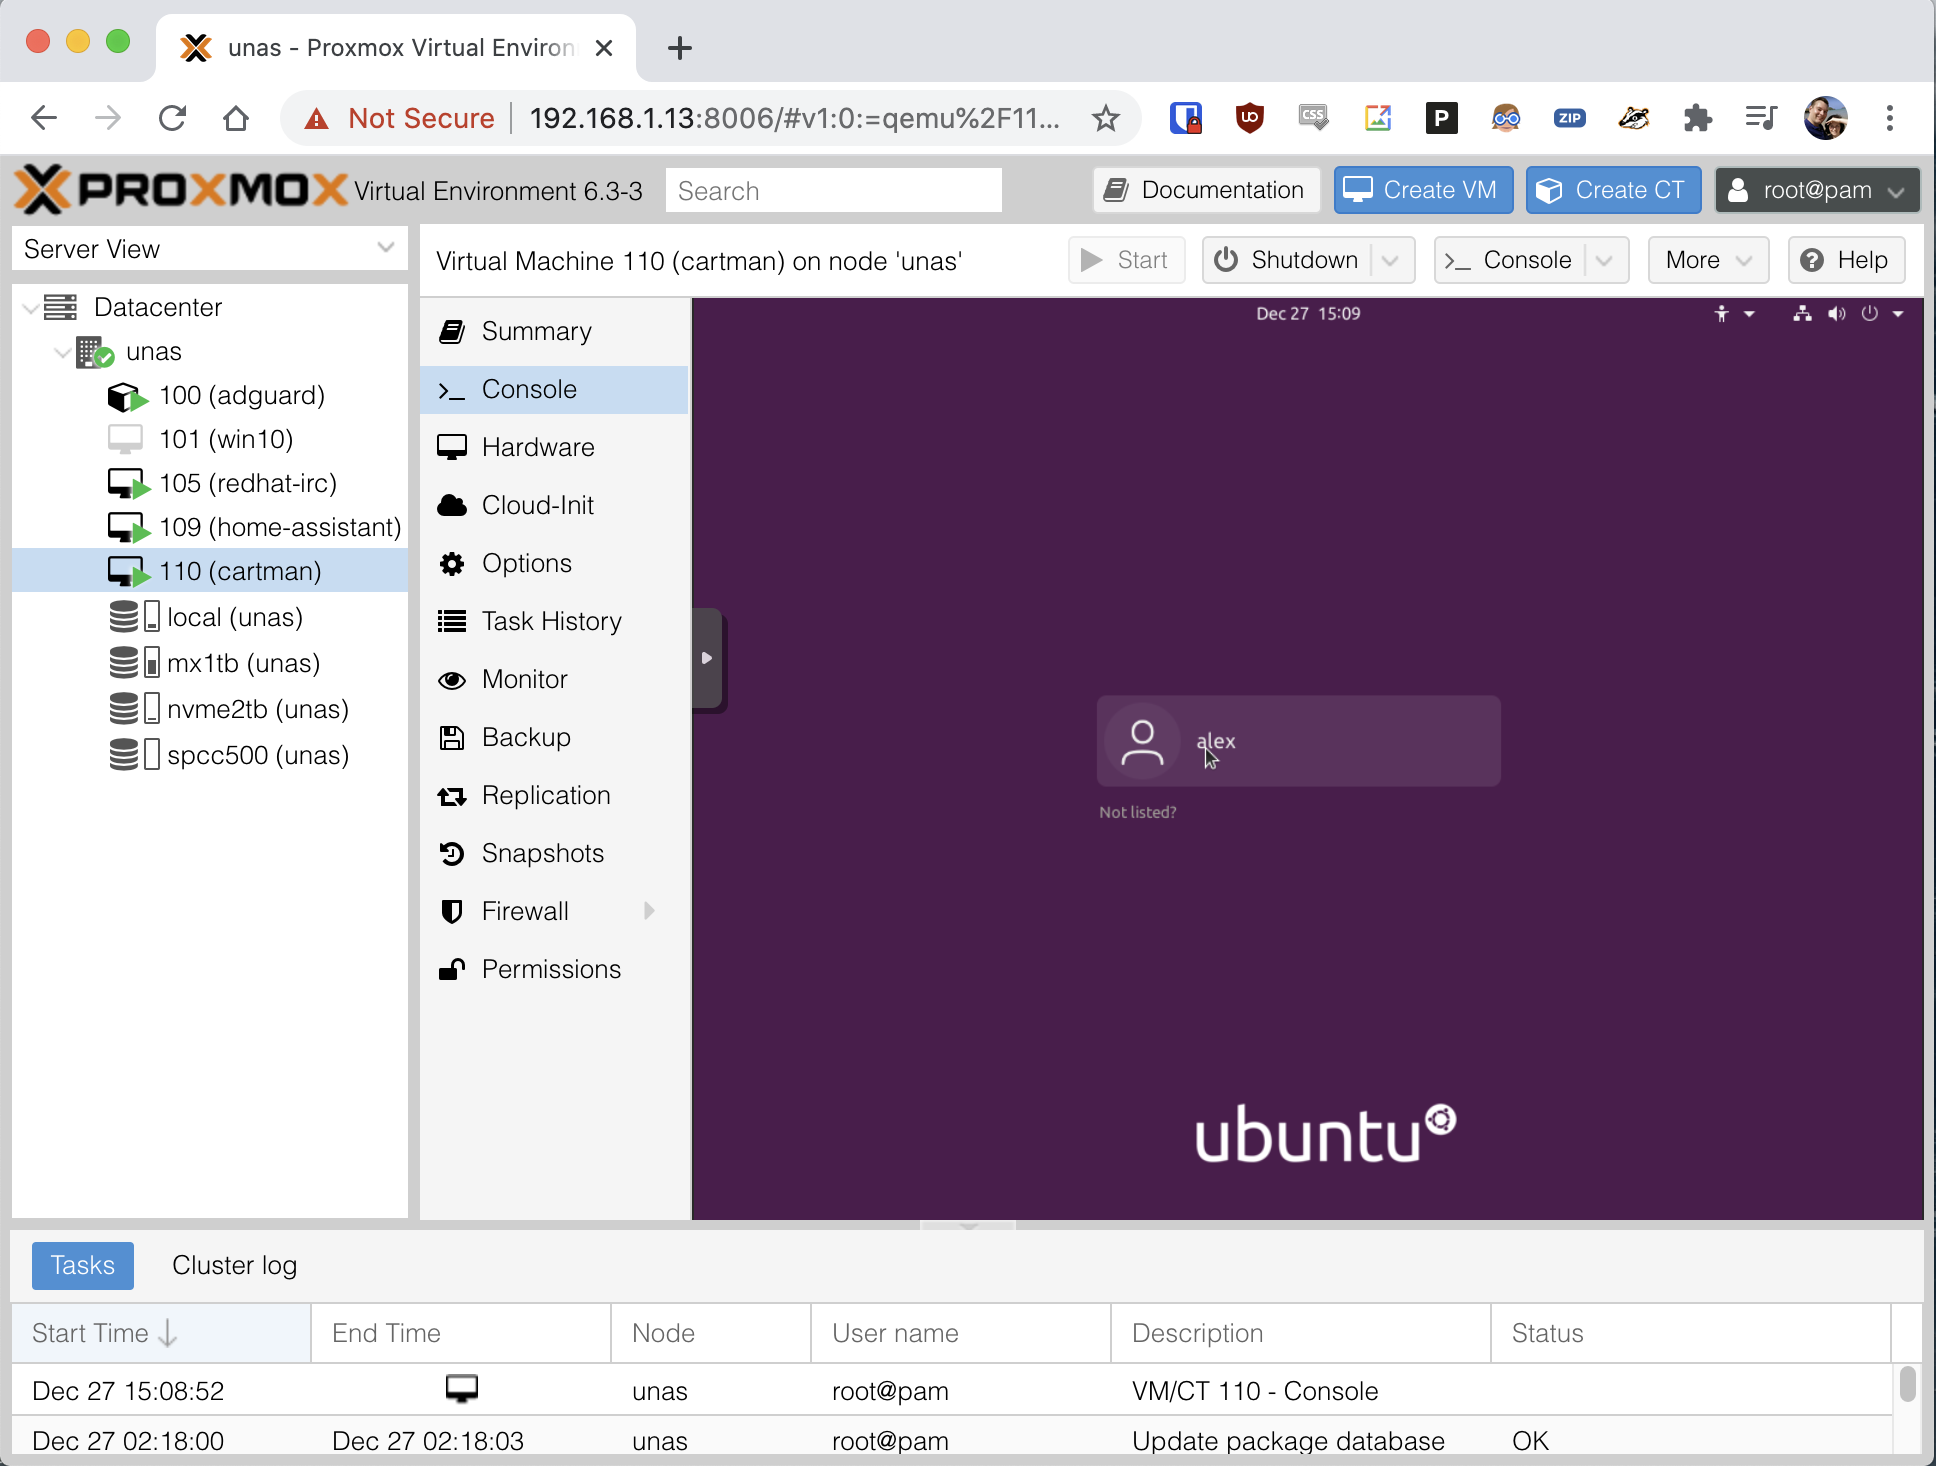 unas - Proxmox Virtual Environ
Not Secure
192.168.1.13:8006/#v1:0:=qemu%2F11...
uo
CSS
P
ZIP
PROXMOX Virtual Environment 6.3-3
Search
Documentation
Create VM
Create CT
root@pam
Server View
Virtual Machine 110 (cartman) on node 'unas'
Start
Shutdown
Console
More
Help
Datacenter
unas
100 (adguard)
101 (win10)
105 (redhat-irc)
109 (home-assistant)
110 (cartman)
local (unas)
mx1tb (unas)
nvme2tb (unas)
spcc500 (unas)
Summary
Console
Hardware
Cloud-Init
Options
Task History
Monitor
Backup
Replication
Snapshots
Firewall
Permissions
Dec 27 15:09
alex
Not listed?
ubuntu
Tasks
Cluster log
Start Time End Time Node User name Description Status
Dec 27 15:08:52 unas root@pam VM/CT 110 - Console
Dec 27 02:18:00 Dec 27 02:18:03 unas root@pam Update package database OK